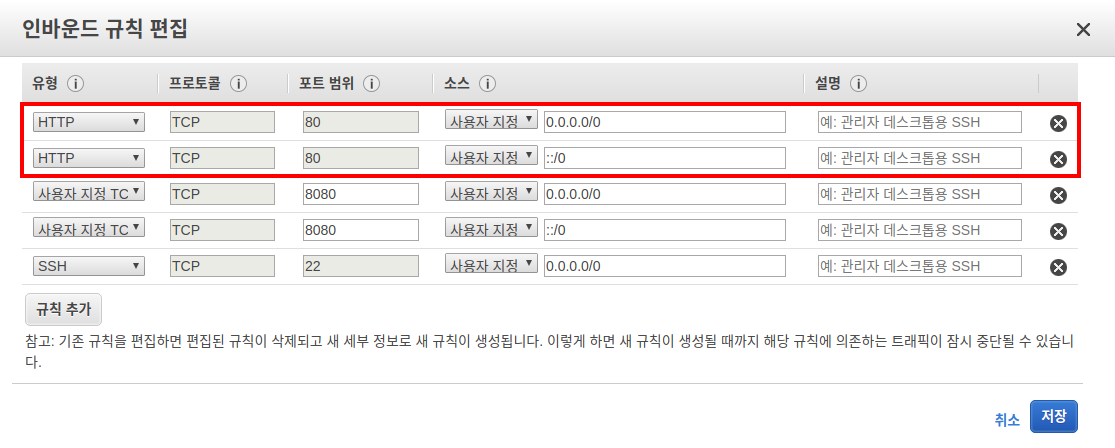 인바운드 규칙 편집
유형 프로토콜 포트 범위 소스 설명
HTTP TCP 80 사용자 지정 0.0.0.0/0 예: 관리자 데스크톱용 SSH
HTTP TCP 80 사용자 지정 ::/0 예: 관리자 데스크톱용 SSH
사용자 지정 TC TCP 8080 사용자 지정 0.0.0.0/0 예: 관리자 데스크톱용 SSH
사용자 지정 TC TCP 8080 사용자 지정 ::/0 예: 관리자 데스크톱용 SSH
SSH TCP 22 사용자 지정 0.0.0.0/0 예: 관리자 데스크톱용 SSH
규칙 추가
참고: 기존 규칙을 편집하면 편집된 규칙이 삭제되고 새 세부 정보로 새 규칙이 생성됩니다. 이렇게 하면 새 규칙이 생성될 때까지 해당 규칙에 의존하는 트래픽이 잠시 중단될 수 있습니
다.
취소 저장